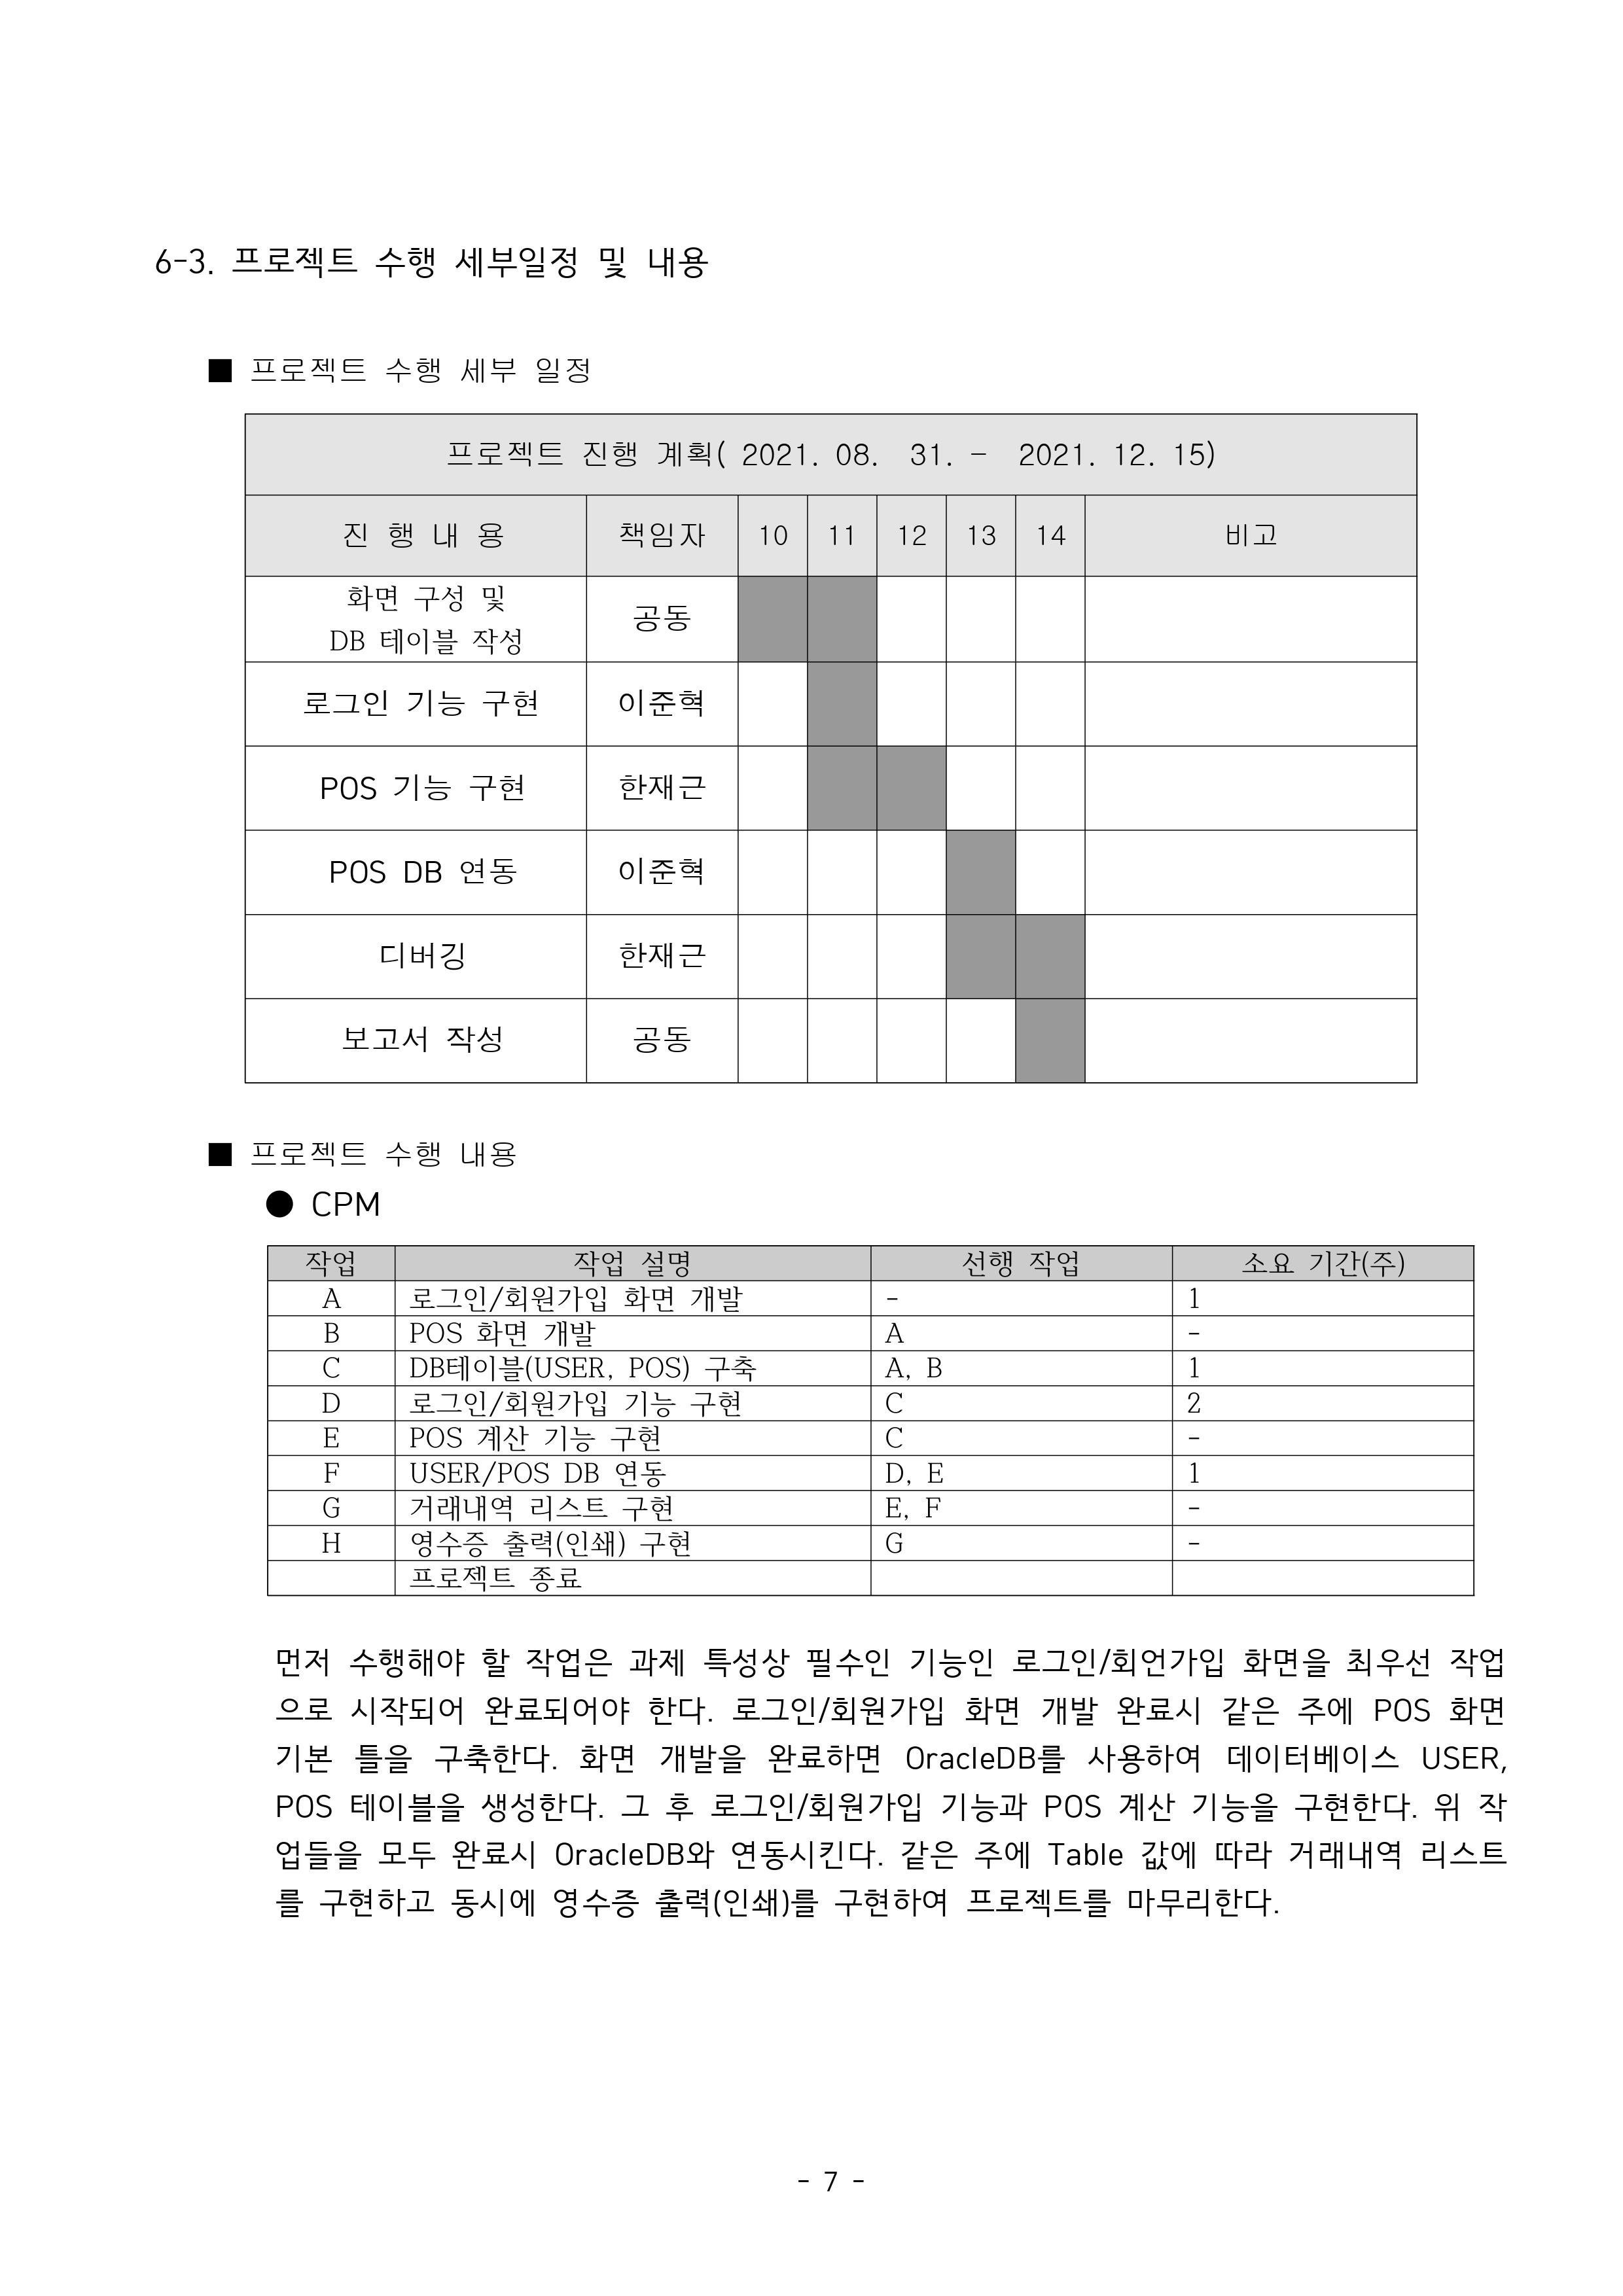 6-3. 프로젝트 수행 세부일정 및 내용
■ 프로젝트 수행 세부 일정
프로젝트 진행 계획( 2021. 08. 31. - 2021. 12. 15)
진 행 내 용 책임자 10 11 12 13 14 비고
화면 구성 및
DB 테이블 작성 공동
로그인 기능 구현 이준혁
POS 기능 구현 한재근
POS DB 연동 이준혁
디버깅 한재근
보고서 작성 공동
■ 프로젝트 수행 내용
● CPM
작업 작업 설명 선행 작업 소요 기간(주)
A 로그인/회원가입 화면 개발 - 1
B POS 화면 개발 A -
C DB테이블(USER, POS) 구축 A, B 1
D 로그인/회원가입 기능 구현 C 2
E POS 계산 기능 구현 C -
F USER/POS DB 연동 D, E 1
G 거래내역 리스트 구현 E, F -
H 영수증 출력(인쇄) 구현 G -
프로젝트 종료
먼저 수행해야 할 작업은 과제 특성상 필수인 기능인 로그인/회언가입 화면을 최우선 작업
으로 시작되어 완료되어야 한다. 로그인/회원가입 화면 개발 완료시 같은 주에 POS 화면
기본 틀을 구축한다. 화면 개발을 완료하면 OracleDB를 사용하여 데이터베이스 USER,
POS 테이블을 생성한다. 그 후 로그인/회원가입 기능과 POS 계산 기능을 구현한다. 위 작
업들을 모두 완료시 OracleDB와 연동시킨다. 같은 주에 Table 값에 따라 거래내역 리스트
를 구현하고 동시에 영수증 출력(인쇄)를 구현하여 프로젝트를 마무리한다.
- 7 -